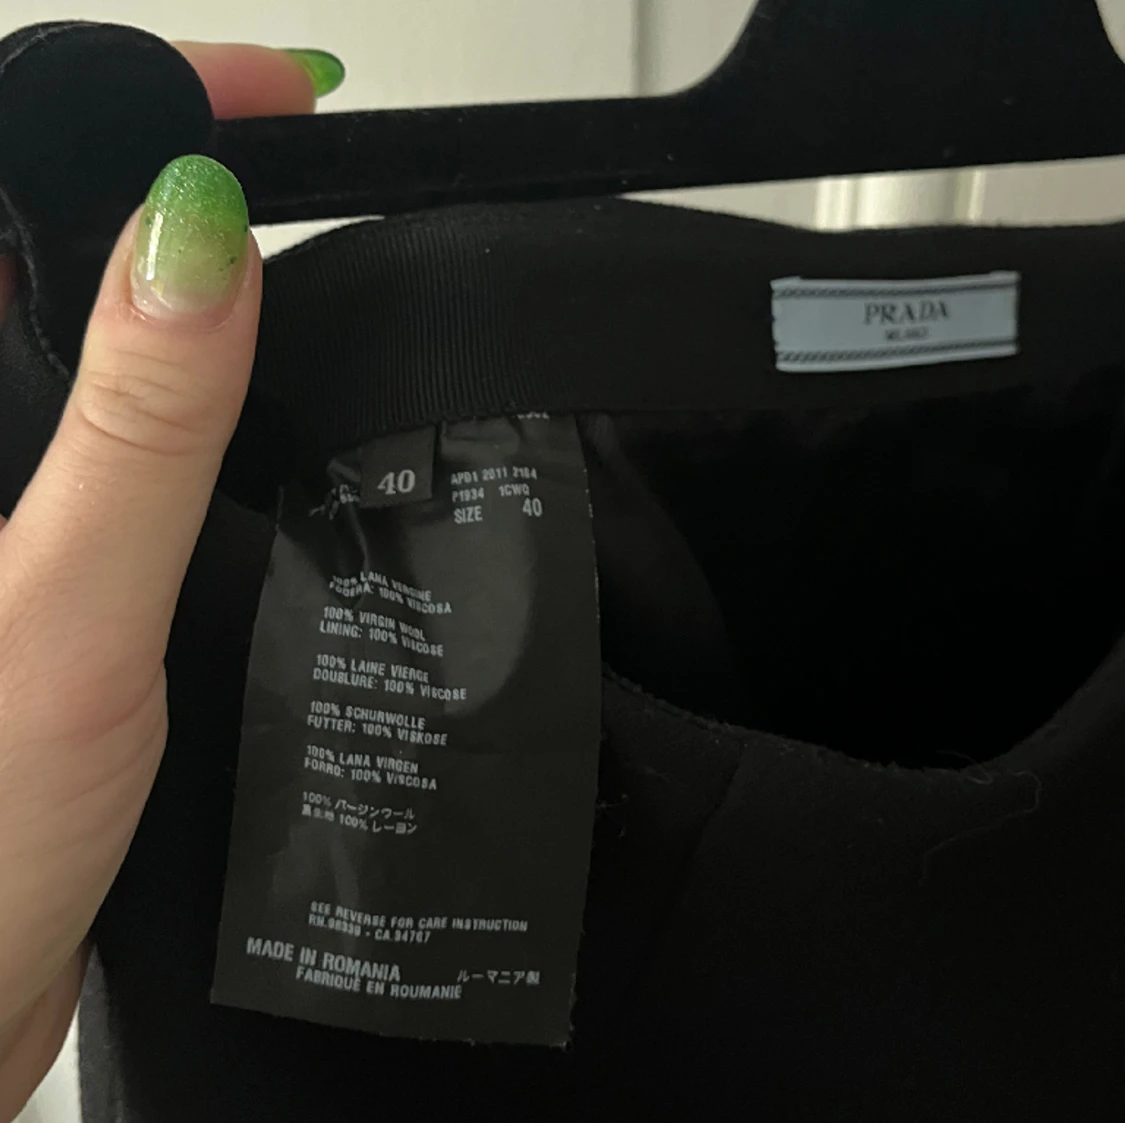 PRADA
MILANO
40
APD1 2011 2164
P1934 1CWQ
SIZE 40
100% LANA VERGINE
FODERA: 100% VISCOSA
100% VIRGIN WOOL
LINING: 100% VISCOSE
100% LAINE VIERGE
DOUBLURE: 100% VISCOSE
100% SCHURWOLLE
FUTTER: 100% VISKOSE
100% LANA VIRGEN
FORRO: 100% VISCOSA
100% バージンウール
裏生地 100% レーヨン
SEE REVERSE FOR CARE INSTRUCTION
RN.98339 - CA 34767
MADE IN ROMANIA
ルーマニア製
FABRIQUÉ EN ROUMANIE